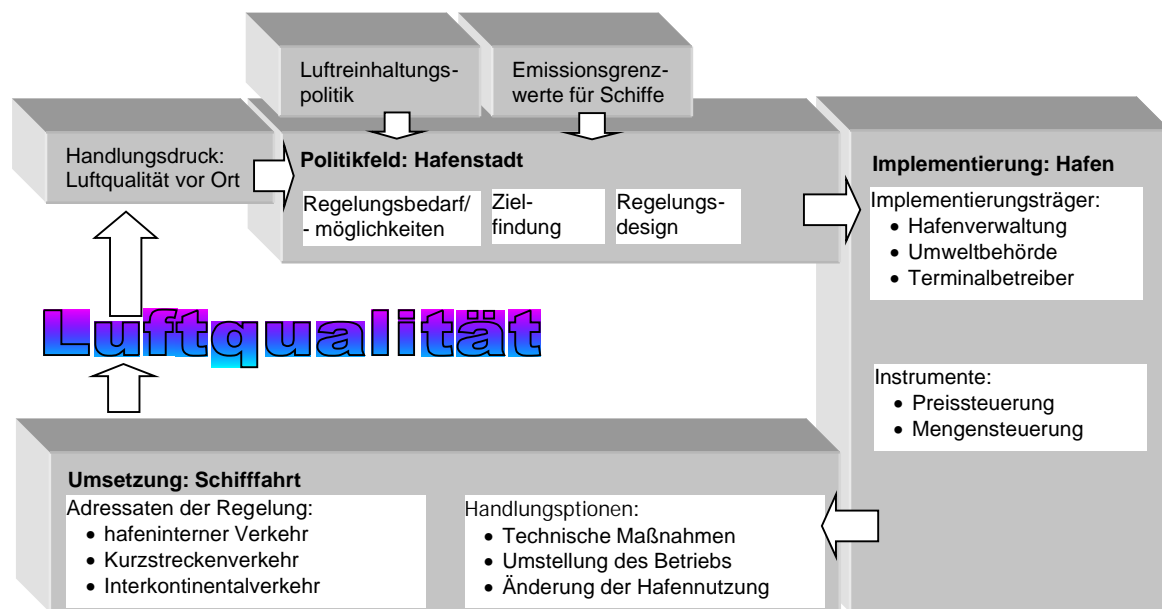 Luftreinhaltungs-
politik
Emissionsgrenz-
werte für Schiffe
Handlungsdruck:
Luftqualität vor Ort
Politikfeld: Hafenstadt
Regelungsbedarf/
- möglichkeiten
Ziel-
findung
Regelungs-
design
Implementierung: Hafen
Implementierungsträger:
• Hafenverwaltung
• Umweltbehörde
• Terminalbetreiber
Luftqualität
Instrumente:
• Preissteuerung
• Mengensteuerung
Umsetzung: Schifffahrt
Adressaten der Regelung:
• hafeninterner Verkehr
• Kurzstreckenverkehr
• Interkontinentalverkehr
Handlungsptionen:
• Technische Maßnahmen
• Umstellung des Betriebs
• Änderung der Hafennutzung